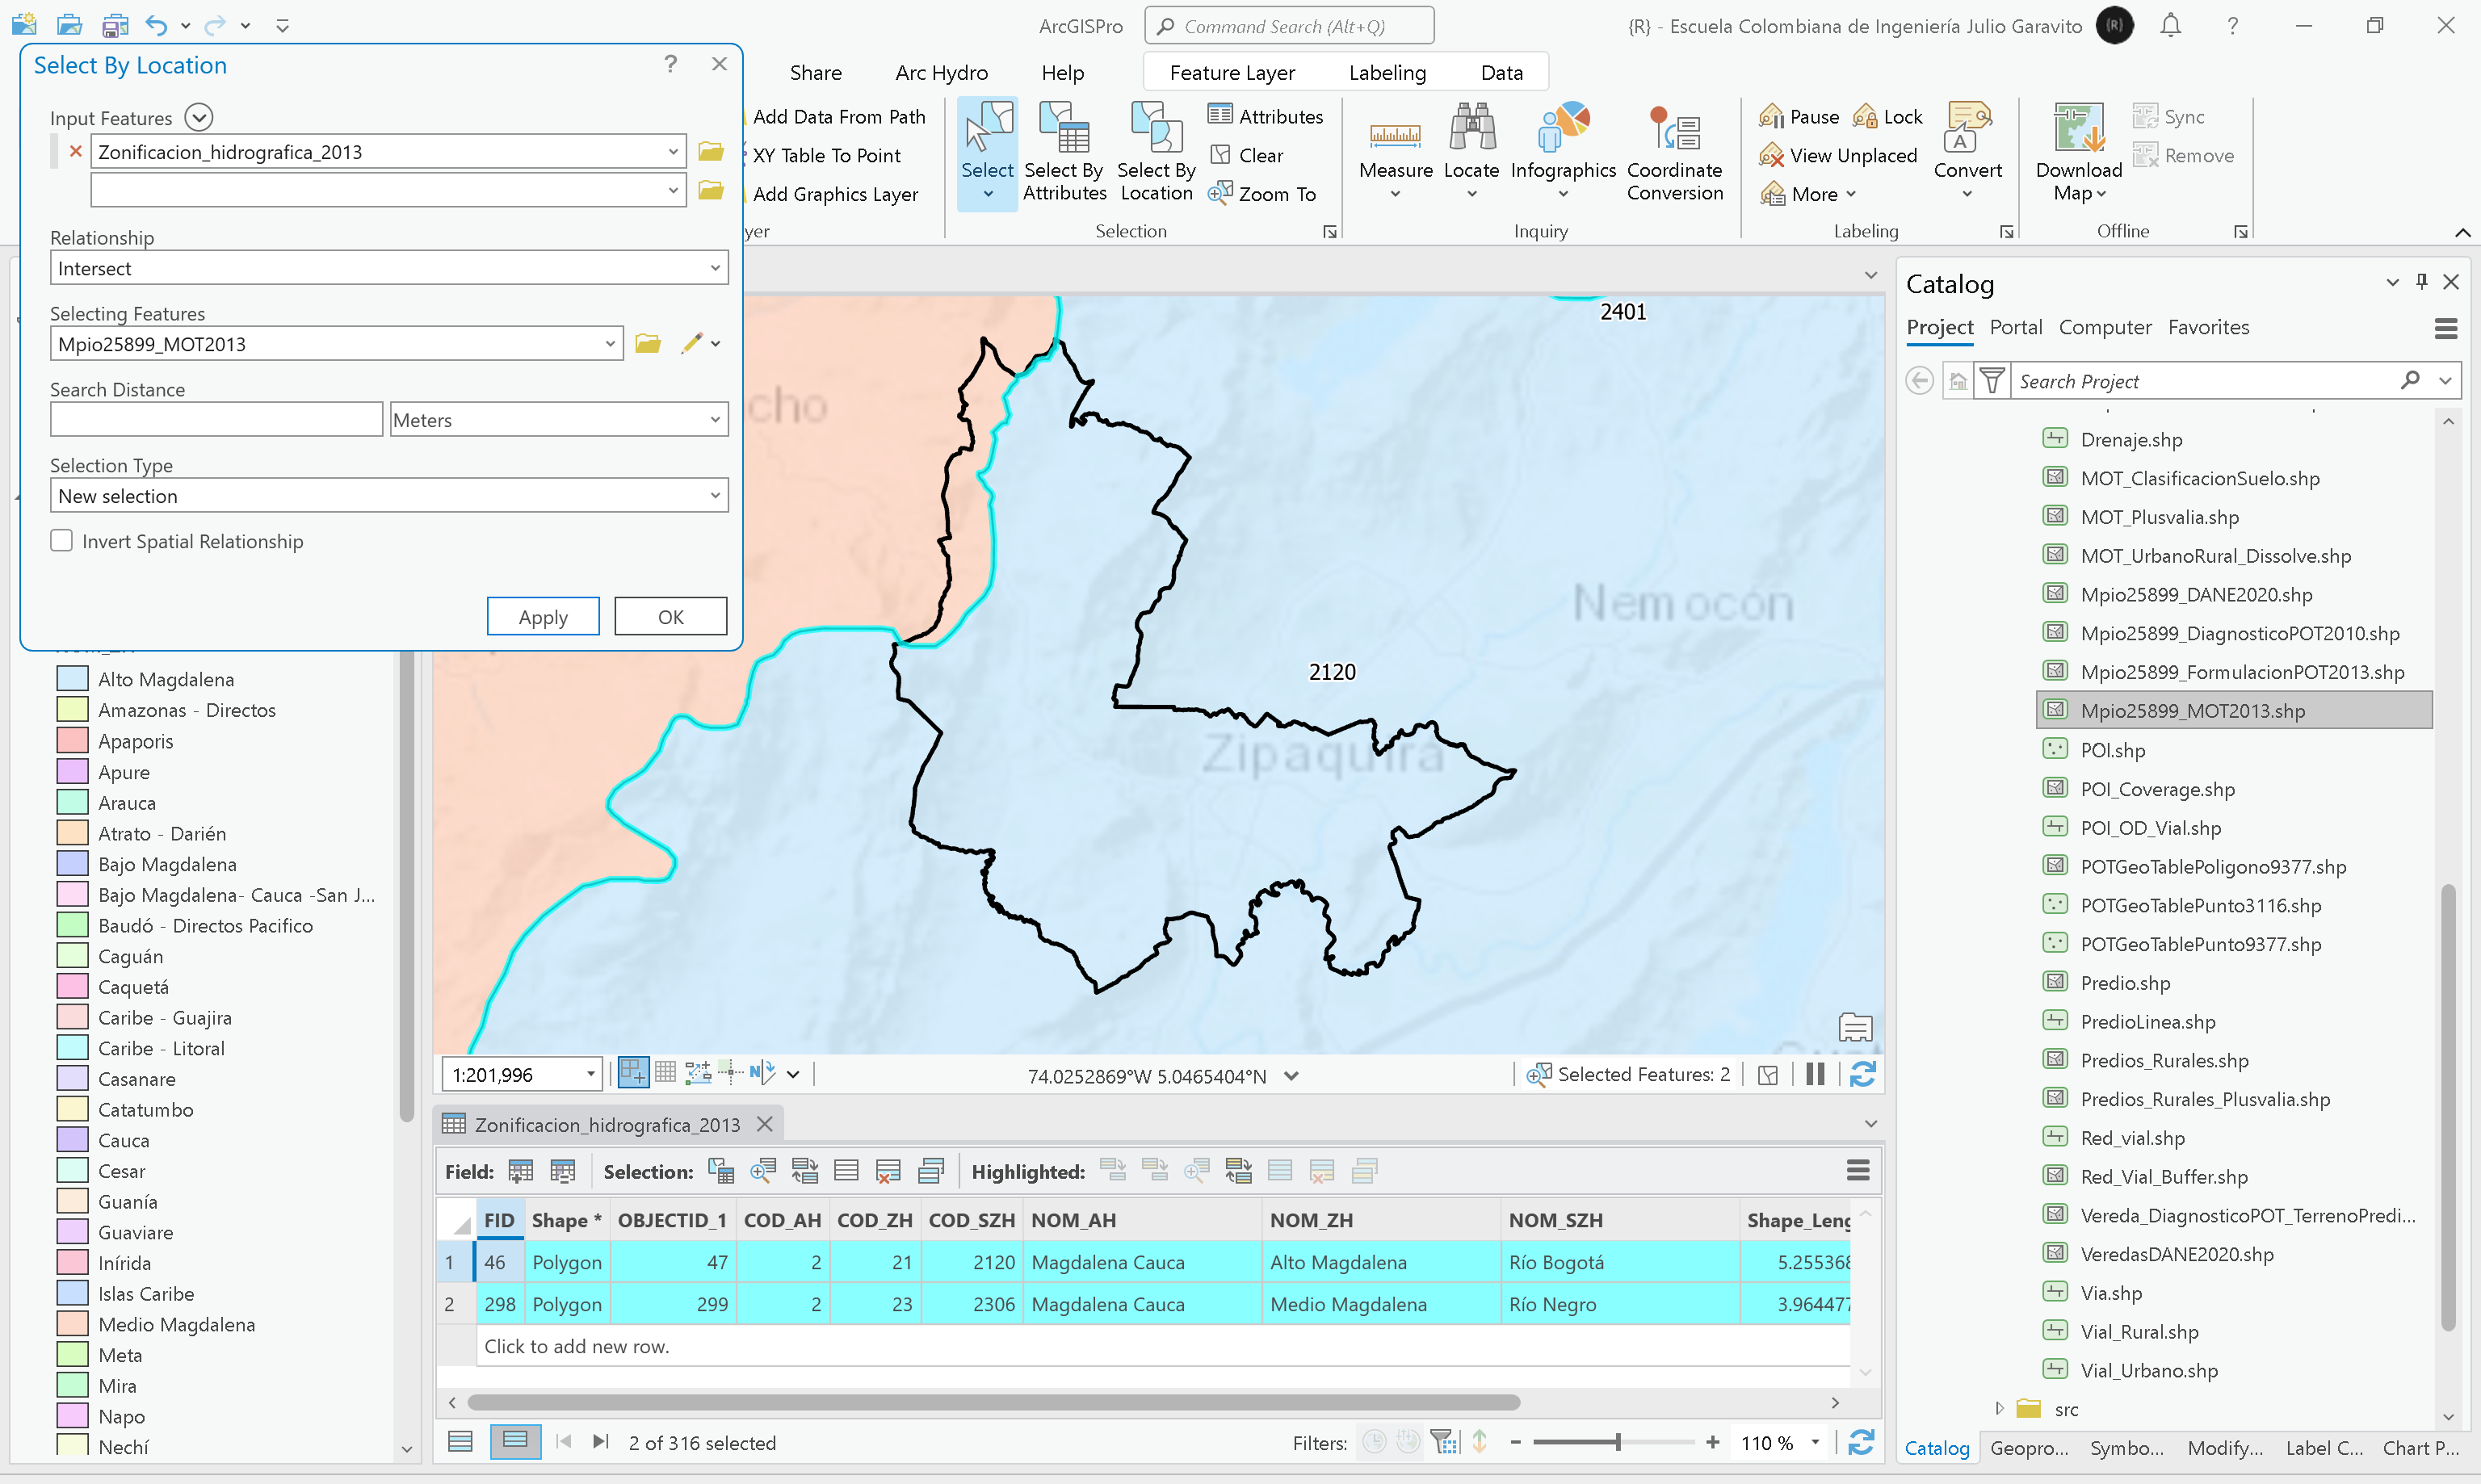 ArcGISPro
Command Search (Alt+Q)
{R} - Escuela Colombiana de Ingeniería Julio Garavito
{R}
Select By Location
Input Features
Zonificacion_hidrografica_2013
Relationship
Intersect
Selecting Features
Mpio25899_MOT2013
Search Distance
Meters
Selection Type
New selection
Invert Spatial Relationship
Apply
OK
Share
Arc Hydro
Help
Feature Layer
Labeling
Data
Add Data From Path
XY Table To Point
Add Graphics Layer
yer
Select
Select By
Attributes
Select By
Location
Attributes
Clear
Zoom To
Selection
Measure
Locate
Infographics
Coordinate
Conversion
Inquiry
Pause
Lock
View Unplaced
More
Convert
Labeling
Download
Map
Sync
Remove
Offline
Alto Magdalena
Amazonas - Directos
Apaporis
Apure
Arauca
Atrato - Darién
Bajo Magdalena
Bajo Magdalena- Cauca -San J...
Baudó - Directos Pacifico
Caguán
Caquetá
Caribe - Guajira
Caribe - Litoral
Casanare
Catatumbo
Cauca
Cesar
Guanía
Guaviare
Inírida
Islas Caribe
Medio Magdalena
Meta
Mira
Napo
Nechí
2401
cho
Nemocón
2120
Zipaquirá
1:201,996
74.0252869°W 5.0465404°N
Selected Features: 2
Zonificacion_hidrografica_2013
Field:
Selection:
Highlighted:
FID Shape * OBJECTID_1 COD_AH COD_ZH COD_SZH NOM_AH NOM_ZH NOM_SZH Shape_Leng
1 46 Polygon 47 2 21 2120 Magdalena Cauca Alto Magdalena Río Bogotá 5.255368
2 298 Polygon 299 2 23 2306 Magdalena Cauca Medio Magdalena Río Negro 3.964477
Click to add new row.
2 of 316 selected
Filters:
110 %
Catalog
Project Portal Computer Favorites
Search Project
Drenaje.shp
MOT_ClasificacionSuelo.shp
MOT_Plusvalia.shp
MOT_UrbanoRural_Dissolve.shp
Mpio25899_DANE2020.shp
Mpio25899_DiagnosticoPOT2010.shp
Mpio25899_FormulacionPOT2013.shp
Mpio25899_MOT2013.shp
POI.shp
POI_Coverage.shp
POI_OD_Vial.shp
POTGeoTablePoligono9377.shp
POTGeoTablePunto3116.shp
POTGeoTablePunto9377.shp
Predio.shp
PredioLinea.shp
Predios_Rurales.shp
Predios_Rurales_Plusvalia.shp
Red_vial.shp
Red_Vial_Buffer.shp
Vereda_DiagnosticoPOT_TerrenoPredi...
VeredasDANE2020.shp
Via.shp
Vial_Rural.shp
Vial_Urbano.shp
src
Catalog Geopro... Symbo... Modify... Label C... Chart P...